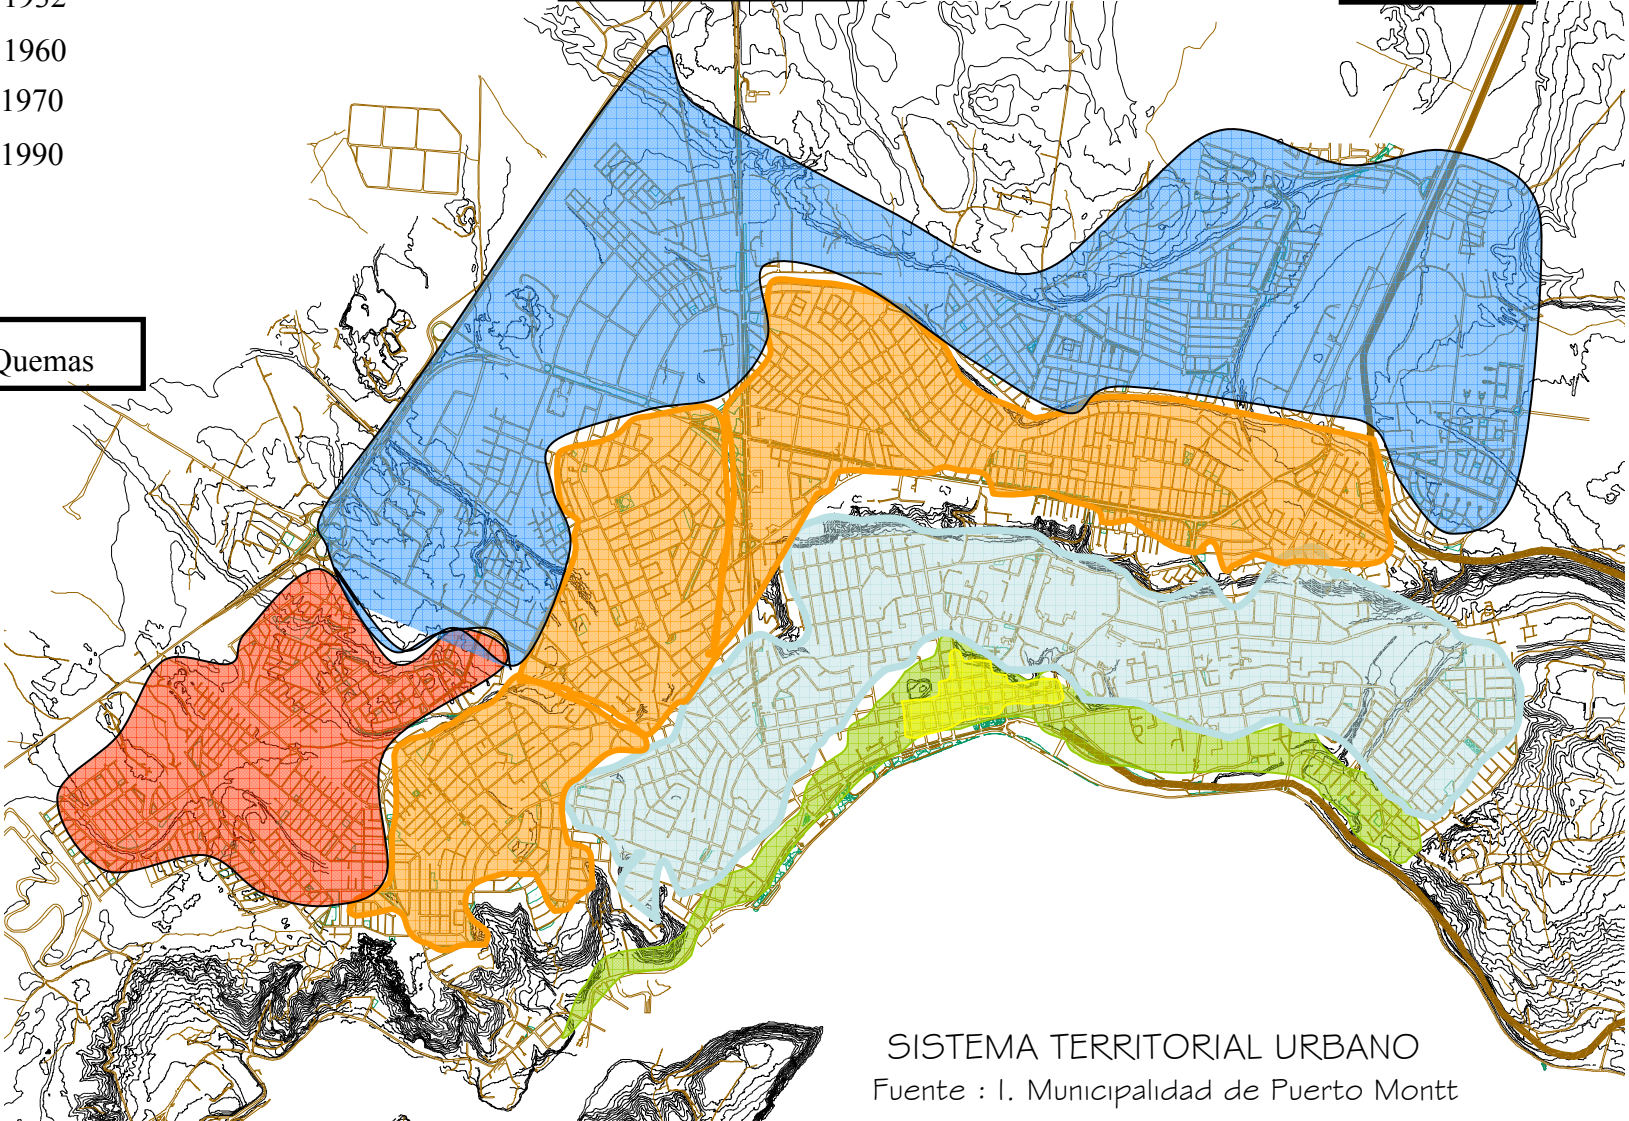 1960
1970
1990
Quemas
SISTEMA TERRITORIAL URBANO
Fuente : I. Municipalidad de Puerto Montt